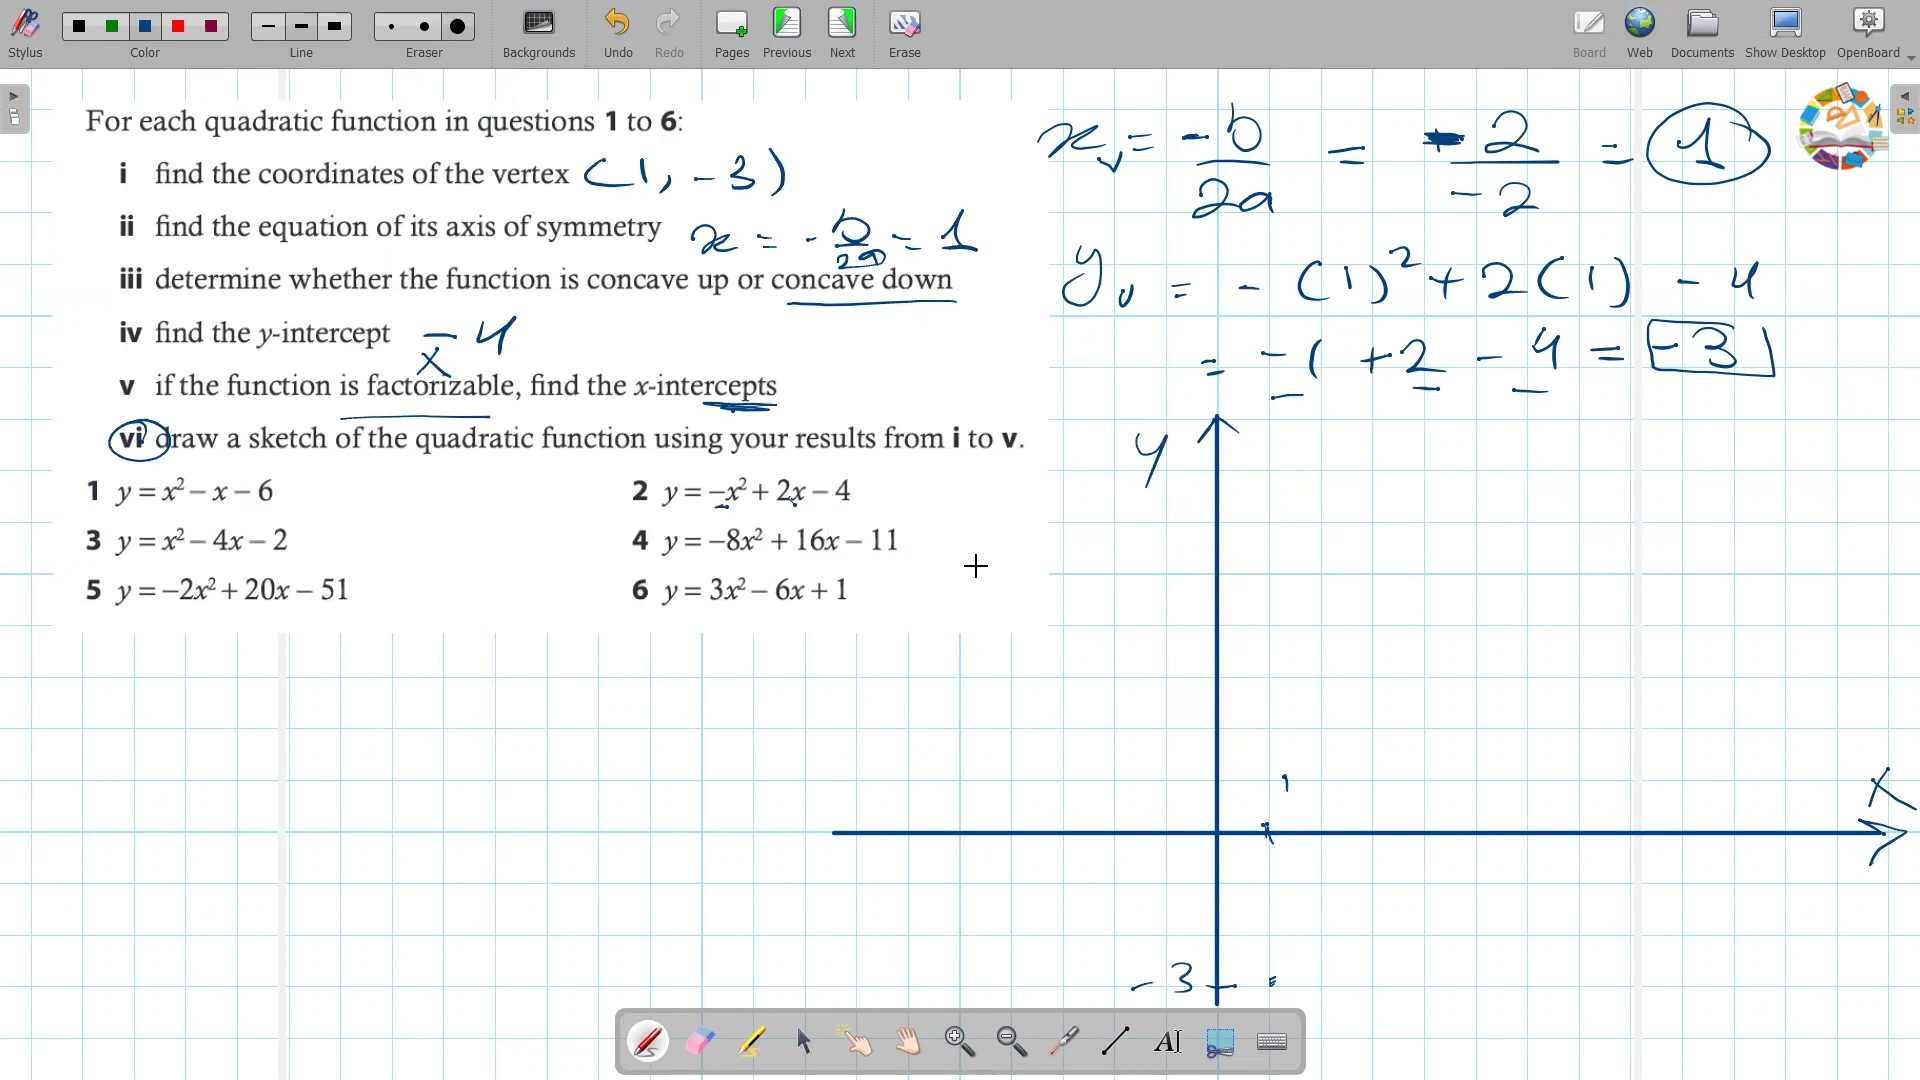 Stylus Color Line Eraser Backgrounds Undo Redo Pages Previous Next Erase Board Web Documents Show Desktop OpenBoard
For each quadratic function in questions 1 to 6:
i find the coordinates of the vertex (1, -3)
ii find the equation of its axis of symmetry x = -b/2a = 1
iii determine whether the function is concave up or concave down
iv find the y-intercept -4
x
v if the function is factorizable, find the x-intercepts
vi draw a sketch of the quadratic function using your results from i to v.
1 y = x² – x – 6
2 y = –x² + 2x – 4
3 y = x² – 4x – 2
4 y = –8x² + 16x – 11
5 y = –2x² + 20x – 51
6 y = 3x² – 6x + 1
xv = -b/2a = -2/-2 = 1
yv = -(1)² + 2(1) - 4
= -1 + 2 - 4 = -3
y
1
x
-3